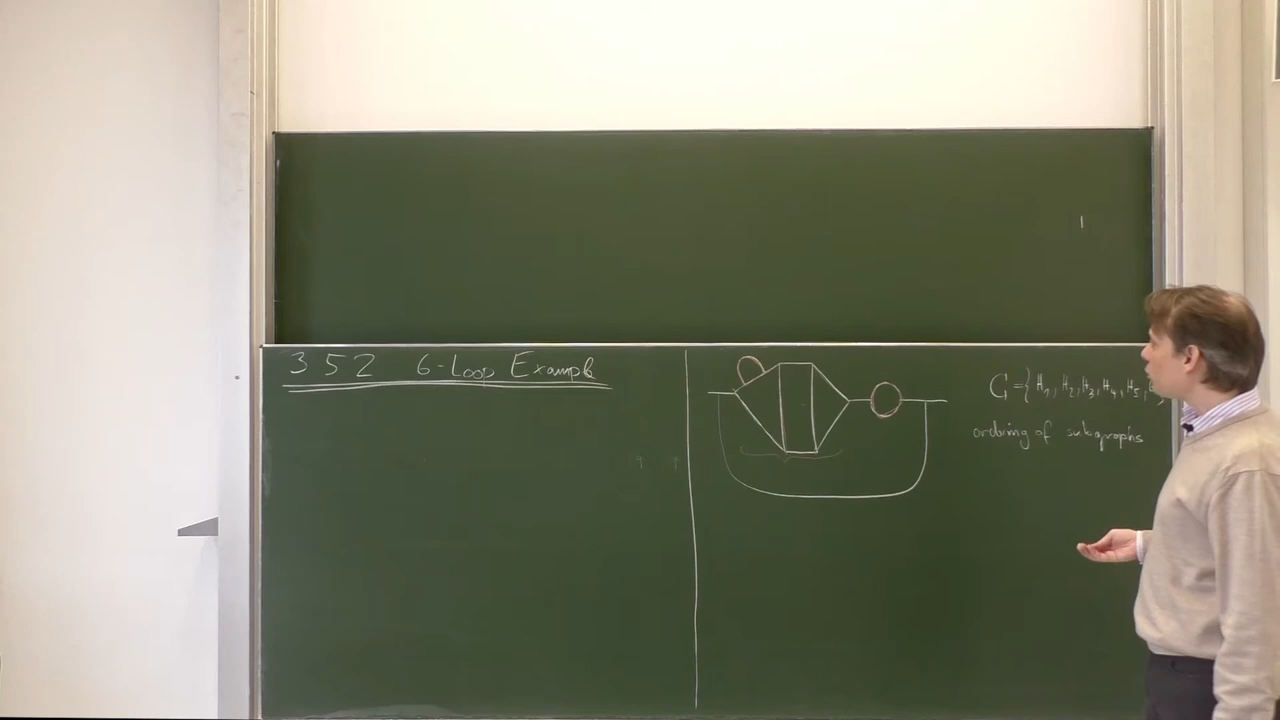 3 5 2 6-Loop Example
G={H₁,H₂,H₃,H₄,H₅,
ordering of subgraphs